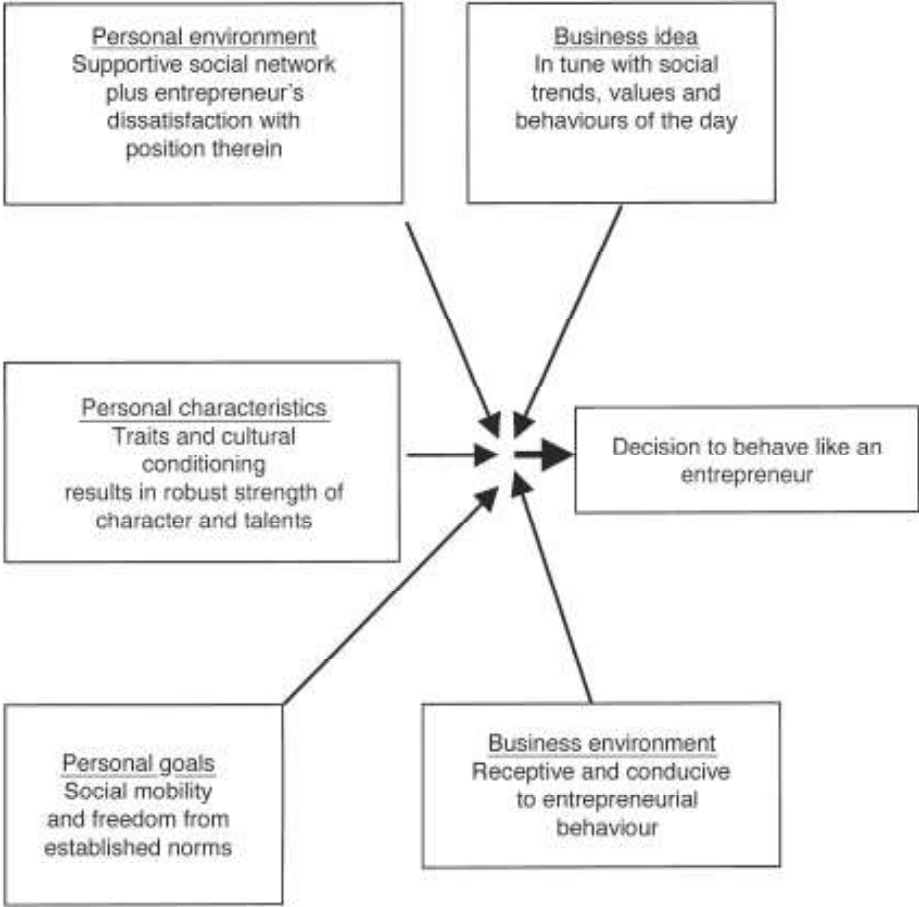 Personal environment
Supportive social network
plus entrepreneur's
dissatisfaction with
position therein
Business idea
In tune with social
trends, values and
behaviours of the day
Personal characteristics
Traits and cultural
conditioning
results in robust strength of
character and talents
Decision to behave like an
entrepreneur
Personal goals
Social mobility
and freedom from
established norms
Business environment
Receptive and conducive
to entrepreneurial
behaviour